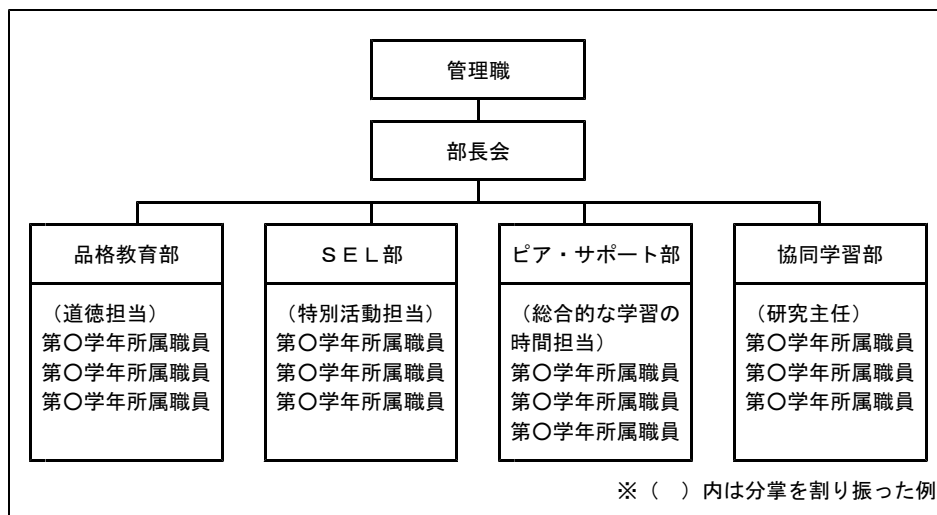 管理職
部長会
品格教育部
(道徳担当)
第〇学年所属職員
第〇学年所属職員
第〇学年所属職員
SEL部
(特別活動担当)
第〇学年所属職員
第〇学年所属職員
第〇学年所属職員
ピア・サポート部
(総合的な学習の
時間担当)
第〇学年所属職員
第〇学年所属職員
第〇学年所属職員
協同学習部
(研究主任)
第〇学年所属職員
第〇学年所属職員
第〇学年所属職員
※( )内は分掌を割り振った例